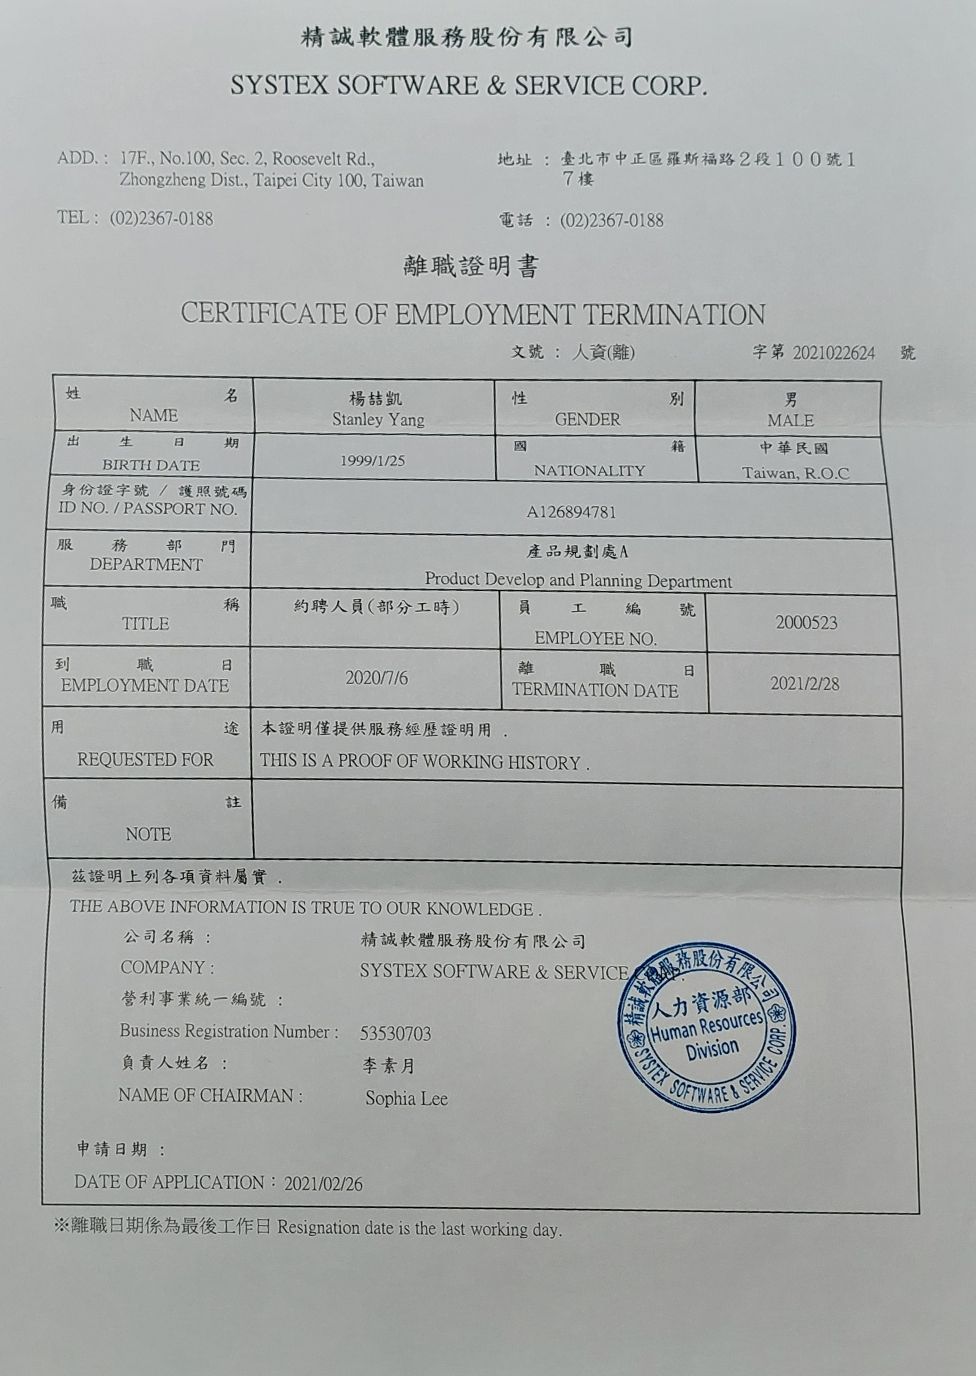 精誠軟體服務股份有限公司
SYSTEX SOFTWARE & SERVICE CORP.
ADD. : 17F., No.100, Sec. 2, Roosevelt Rd.,
Zhongzheng Dist., Taipei City 100, Taiwan
地址 : 臺北市中正區羅斯福路2段100號1
7樓
TEL : (02)2367-0188
電話 : (02)2367-0188
離職證明書
CERTIFICATE OF EMPLOYMENT TERMINATION
文號 : 人資(離) 字第 2021022624 號
姓名
NAME
楊喆凱
Stanley Yang
性別
GENDER
男
MALE
出生日期
BIRTH DATE
1999/1/25
國籍
NATIONALITY
中華民國
Taiwan, R.O.C
身份證字號 / 護照號碼
ID NO. / PASSPORT NO.
A126894781
服務部門
DEPARTMENT
產品規劃處A
Product Develop and Planning Department
職稱
TITLE
約聘人員(部分工時)
員工編號
EMPLOYEE NO.
2000523
到職日
EMPLOYMENT DATE
2020/7/6
離職日
TERMINATION DATE
2021/2/28
用途
REQUESTED FOR
本證明僅提供服務經歷證明用 .
THIS IS A PROOF OF WORKING HISTORY .
備註
NOTE
茲證明上列各項資料屬實 .
THE ABOVE INFORMATION IS TRUE TO OUR KNOWLEDGE .
公司名稱 : 精誠軟體服務股份有限公司
COMPANY : SYSTEX SOFTWARE & SERVICE
營利事業統一編號 :
Business Registration Number : 53530703
負責人姓名 : 李素月
NAME OF CHAIRMAN : Sophia Lee
精誠軟體服務股份有限公司
人力資源部
Human Resources
Division
SYSTEX SOFTWARE & SERVICE CORP.
申請日期 :
DATE OF APPLICATION : 2021/02/26
※離職日期係為最後工作日 Resignation date is the last working day.